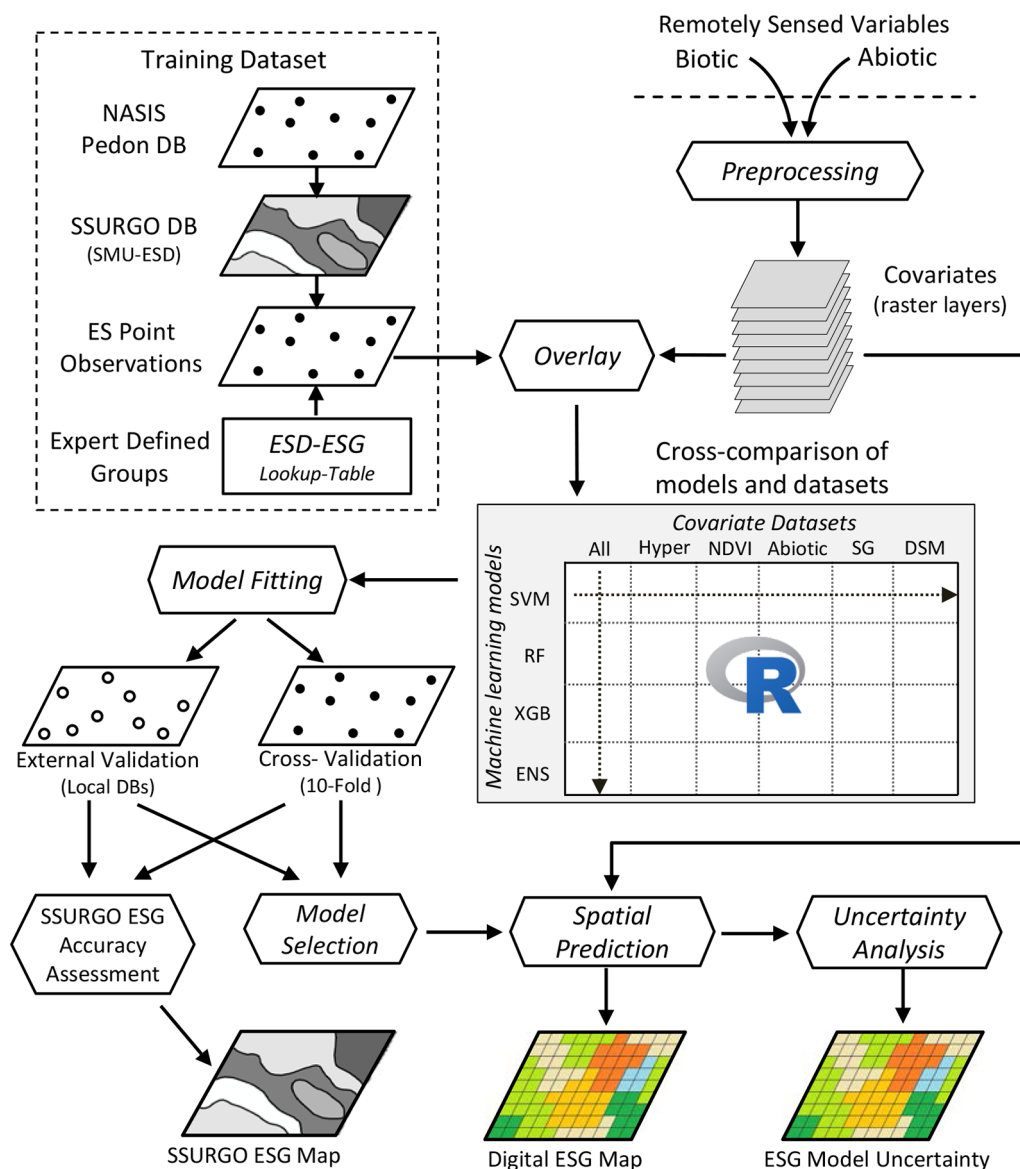 Training Dataset
NASIS
Pedon DB
SSURGO DB
(SMU-ESD)
ES Point
Observations
Expert Defined
Groups
ESD-ESG
Lookup-Table
Remotely Sensed Variables
Biotic
Abiotic
Preprocessing
Covariates
(raster layers)
Overlay
Cross-comparison of
models and datasets
Covariate Datasets
All Hyper NDVI Abiotic SG DSM
Machine learning models
SVM
RF
XGB
ENS
R
Model Fitting
External Validation
(Local DBs)
Cross- Validation
(10-Fold )
SSURGO ESG
Accuracy
Assessment
Model
Selection
Spatial
Prediction
Uncertainty
Analysis
SSURGO ESG Map
Digital ESG Map
ESG Model Uncertainty